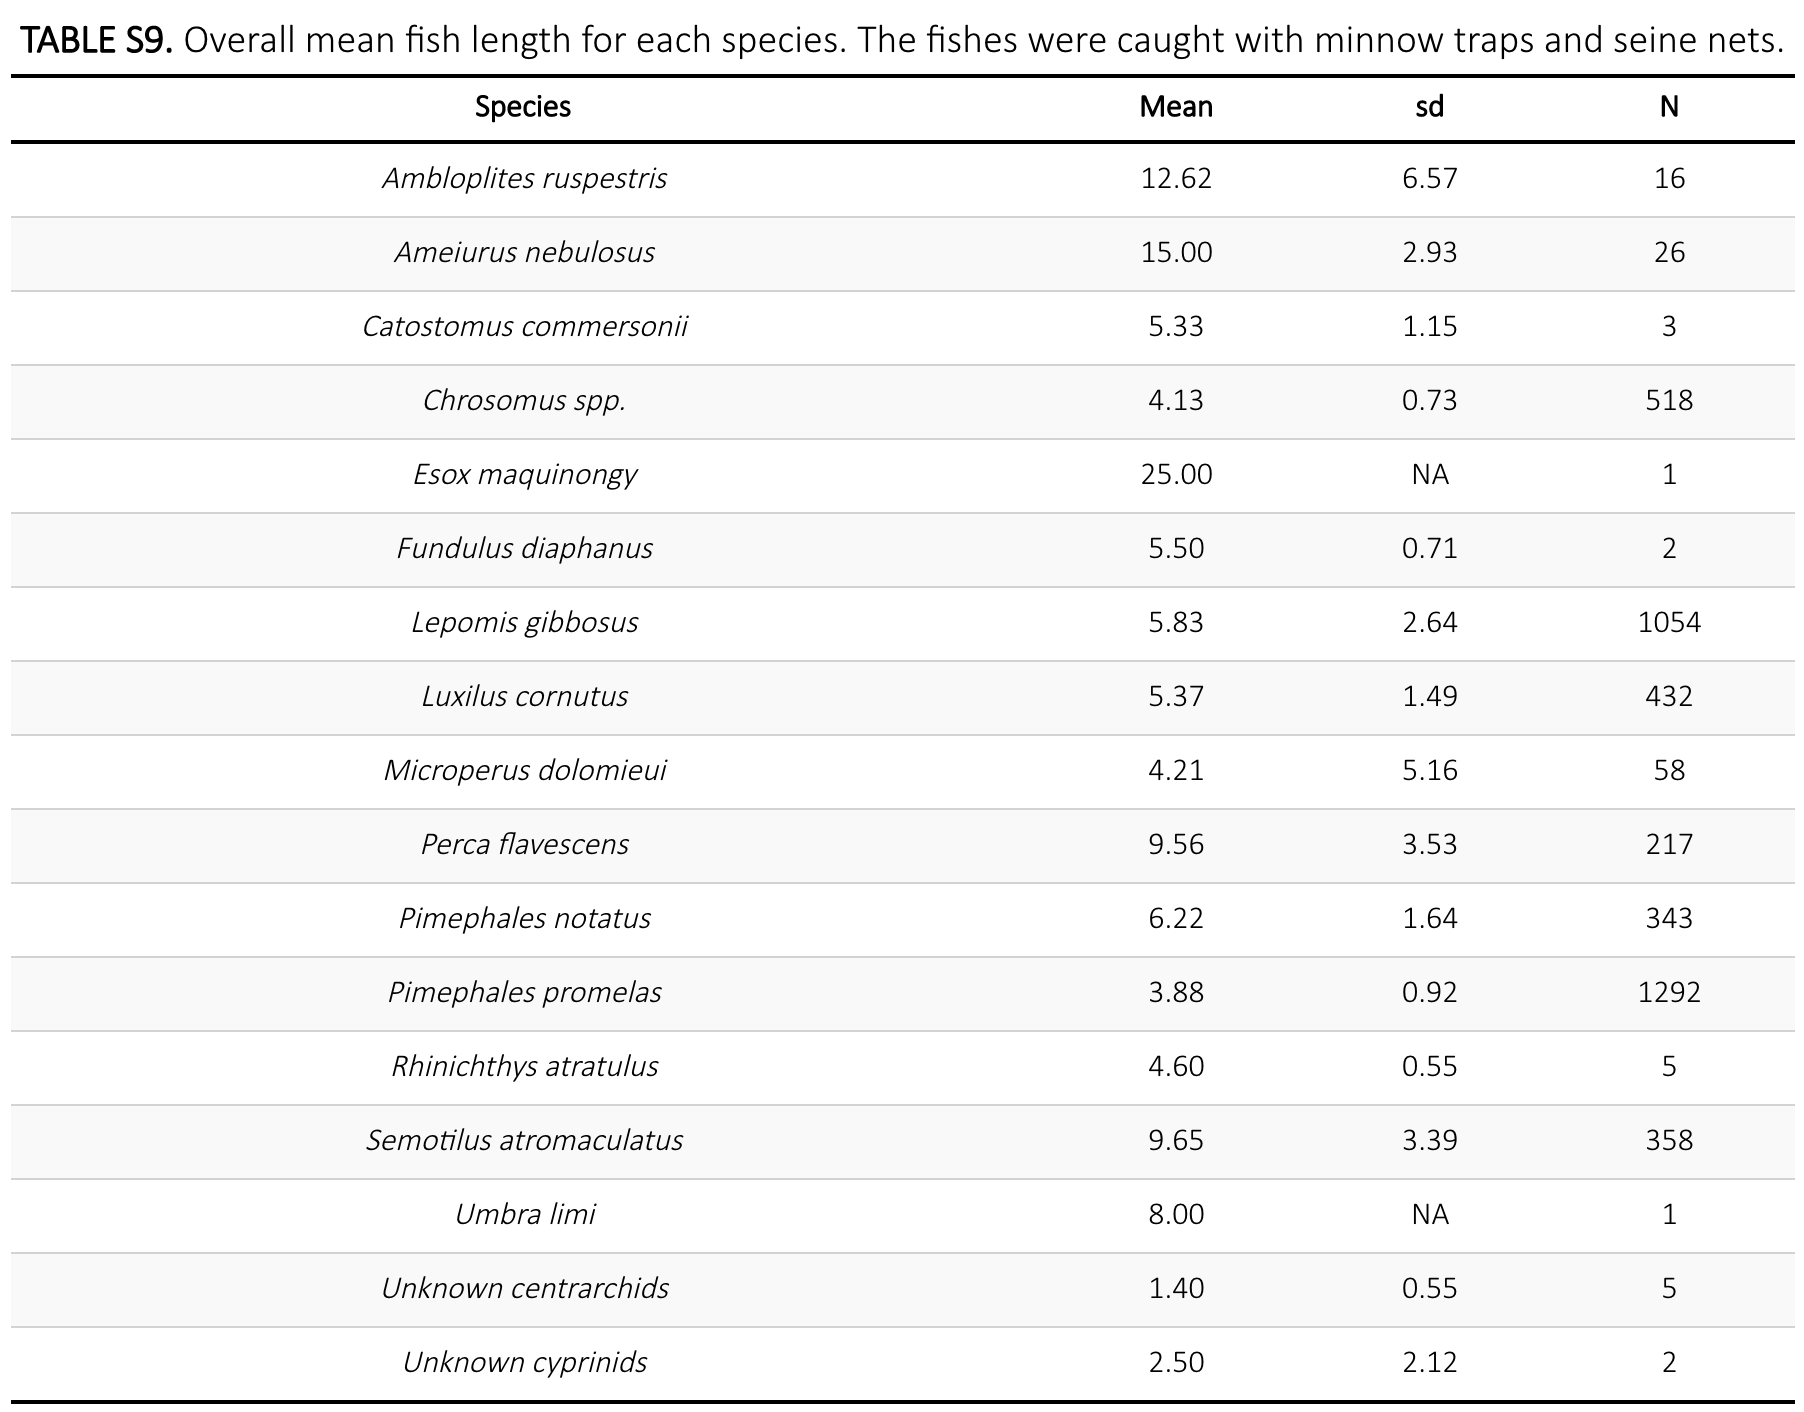 TABLE S9. Overall mean fish length for each species. The fishes were caught with minnow traps and seine nets.
Species Mean sd N
Ambloplites ruspestris 12.62 6.57 16
Ameiurus nebulosus 15.00 2.93 26
Catostomus commersonii 5.33 1.15 3
Chrosomus spp. 4.13 0.73 518
Esox maquinongy 25.00 NA 1
Fundulus diaphanus 5.50 0.71 2
Lepomis gibbosus 5.83 2.64 1054
Luxilus cornutus 5.37 1.49 432
Microperus dolomieui 4.21 5.16 58
Perca flavescens 9.56 3.53 217
Pimephales notatus 6.22 1.64 343
Pimephales promelas 3.88 0.92 1292
Rhinichthys atratulus 4.60 0.55 5
Semotilus atromaculatus 9.65 3.39 358
Umbra limi 8.00 NA 1
Unknown centrarchids 1.40 0.55 5
Unknown cyprinids 2.50 2.12 2